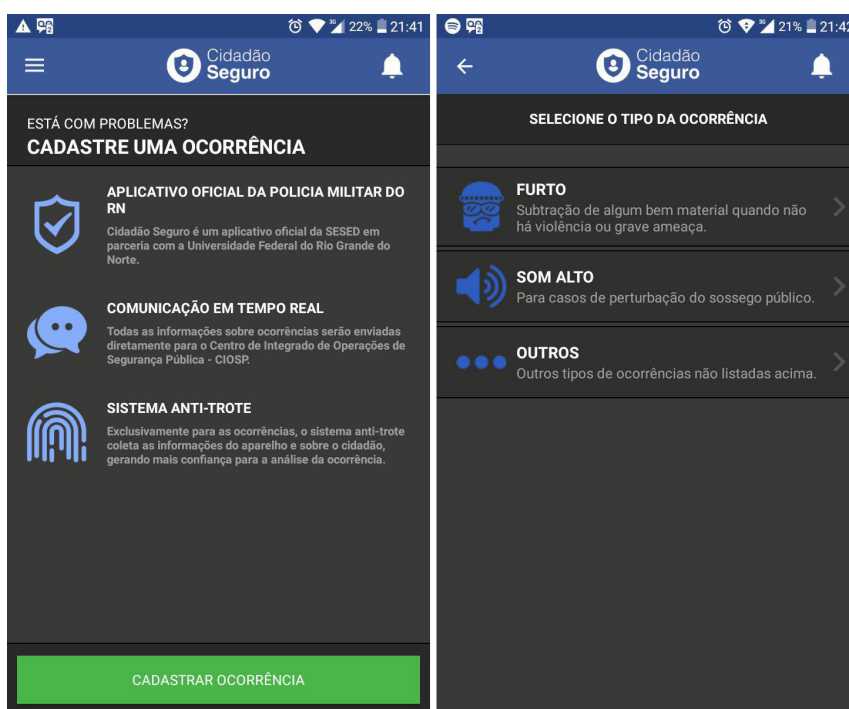 22% 21:41
Cidadão
Seguro
ESTÁ COM PROBLEMAS?
CADASTRE UMA OCORRÊNCIA
APLICATIVO OFICIAL DA POLICIA MILITAR DO
RN
Cidadão Seguro é um aplicativo oficial da SESED em
parceria com a Universidade Federal do Rio Grande do
Norte.
COMUNICAÇÃO EM TEMPO REAL
Todas as informações sobre ocorrências serão enviadas
diretamente para o Centro de Integrado de Operações de
Segurança Pública - CIOSP.
SISTEMA ANTI-TROTE
Exclusivamente para as ocorrências, o sistema anti-trote
coleta as informações do aparelho e sobre o cidadão,
gerando mais confiança para a análise da ocorrência.
CADASTRAR OCORRÊNCIA
21% 21:42
Cidadão
Seguro
SELECIONE O TIPO DA OCORRÊNCIA
FURTO
Subtração de algum bem material quando não
há violência ou grave ameaça.
SOM ALTO
Para casos de perturbação do sossego público.
OUTROS
Outros tipos de ocorrências não listadas acima.